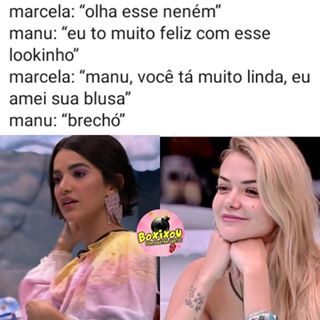 marcela: “olha esse neném”
manu: “eu to muito feliz com esse
lookinho”
marcela: “manu, você tá muito linda, eu
amei sua blusa”
manu: “brechó”
BOXIXOU